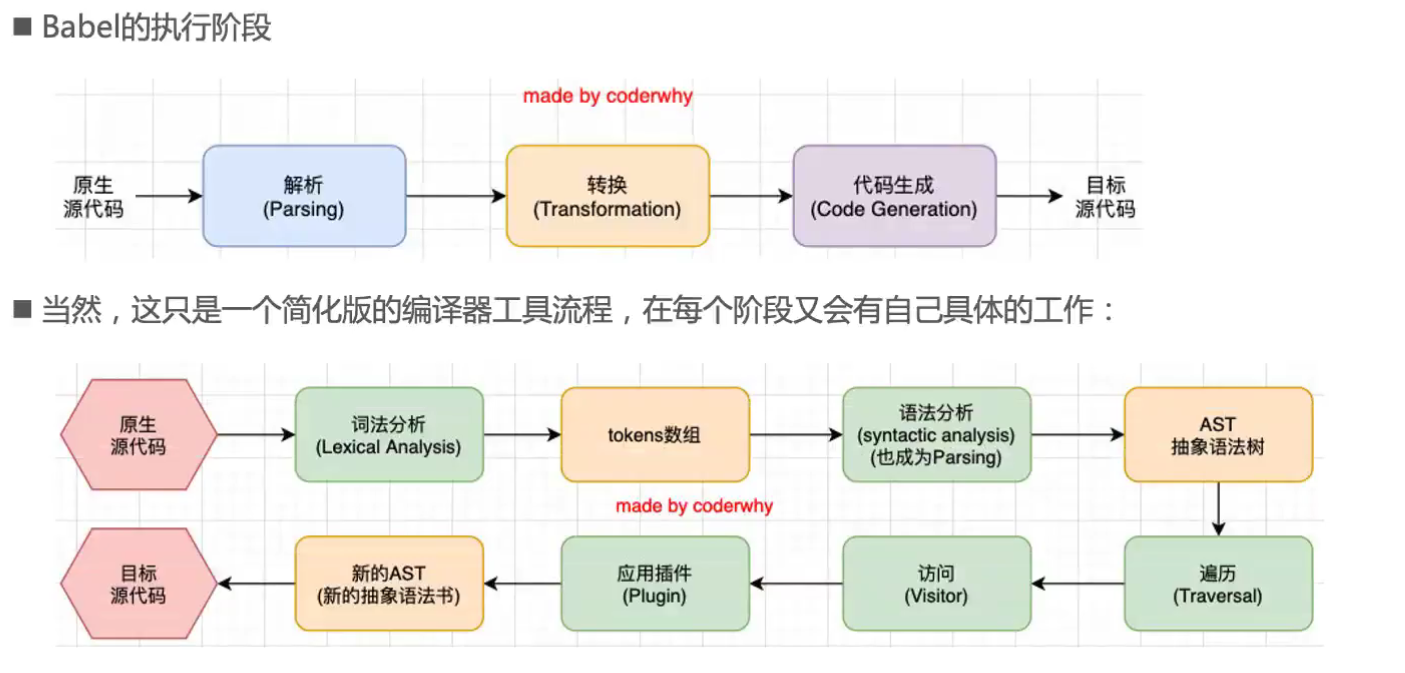 ■ Babel的执行阶段
made by coderwhy
原生
源代码
解析
(Parsing)
转换
(Transformation)
代码生成
(Code Generation)
目标
源代码
■ 当然，这只是一个简化版的编译器工具流程，在每个阶段又会有自己具体的工作：
原生
源代码
词法分析
(Lexical Analysis)
tokens数组
语法分析
(syntactic analysis)
(也成为Parsing)
AST
抽象语法树
made by coderwhy
目标
源代码
新的AST
(新的抽象语法书)
应用插件
(Plugin)
访问
(Visitor)
遍历
(Traversal)